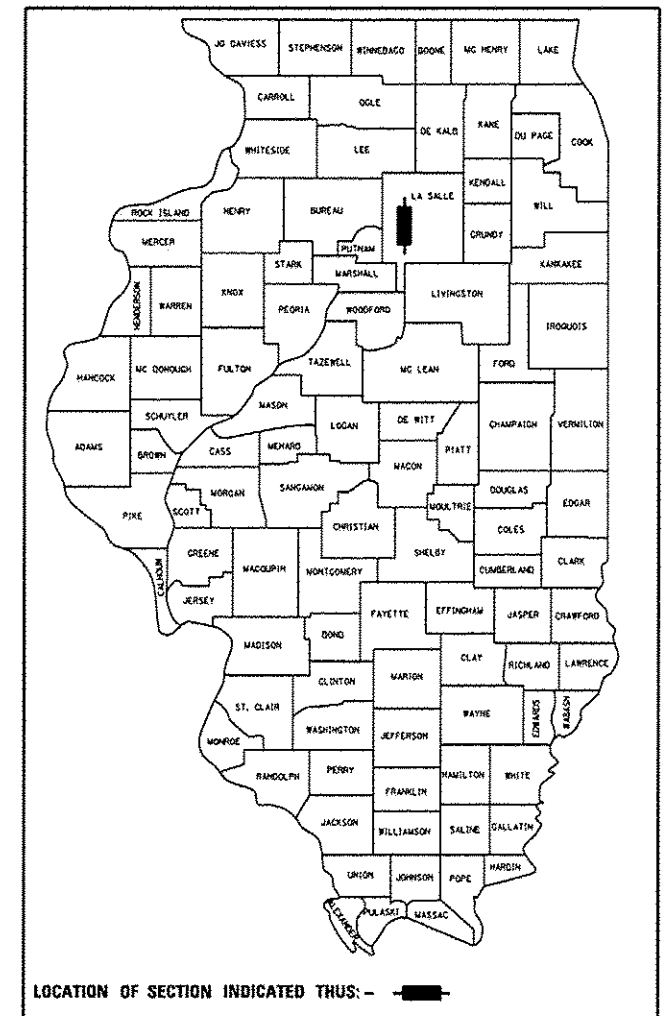 JO DAVIESS STEPHENSON WINNEBAGO BOONE MC HENRY LAKE
CARROLL OGLE DE KALB KANE DU PAGE COOK
WHITESIDE LEE KENDALL WILL
ROCK ISLAND HENRY BUREAU LA SALLE GRUNDY
MERCER PUTNAM KANKAKEE
HENDERSON WARREN KNOX STARK MARSHALL LIVINGSTON
PEORIA WOODFORD IROQUOIS
HANCOCK MC DONOUGH FULTON TAZEWELL MC LEAN FORD
SCHUYLER MASON LOGAN DE WITT CHAMPAIGN VERMILION
ADAMS BROWN CASS MENARD PIATT
MACON
PIKE SCOTT MORGAN SANGAMON MOULTRIE DOUGLAS EDGAR
CHRISTIAN COLES
CALHOUN GREENE MACOUPIN MONTGOMERY SHELBY CUMBERLAND CLARK
JERSEY FAYETTE EFFINGHAM JASPER CRAWFORD
MADISON BOND
CLAY RICHLAND LAWRENCE
CLINTON MARION
ST. CLAIR WAYNE EDWARDS WABASH
MONROE WASHINGTON JEFFERSON
RANDOLPH PERRY HAMILTON WHITE
FRANKLIN
JACKSON WILLIAMSON SALINE GALLATIN
UNION JOHNSON POPE HARDIN
ALEXANDER PULASKI MASSAC
LOCATION OF SECTION INDICATED THUS: -